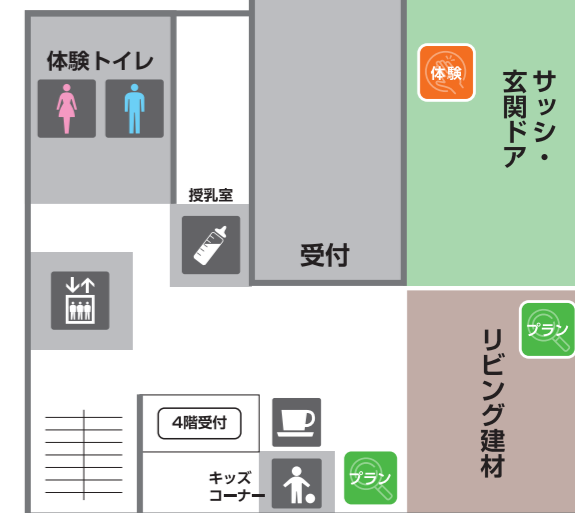 体験トイレ
体験
サッシ・
玄関ドア
授乳室
受付
プラン
リビング建材
4階受付
キッズ
コーナー
プラン